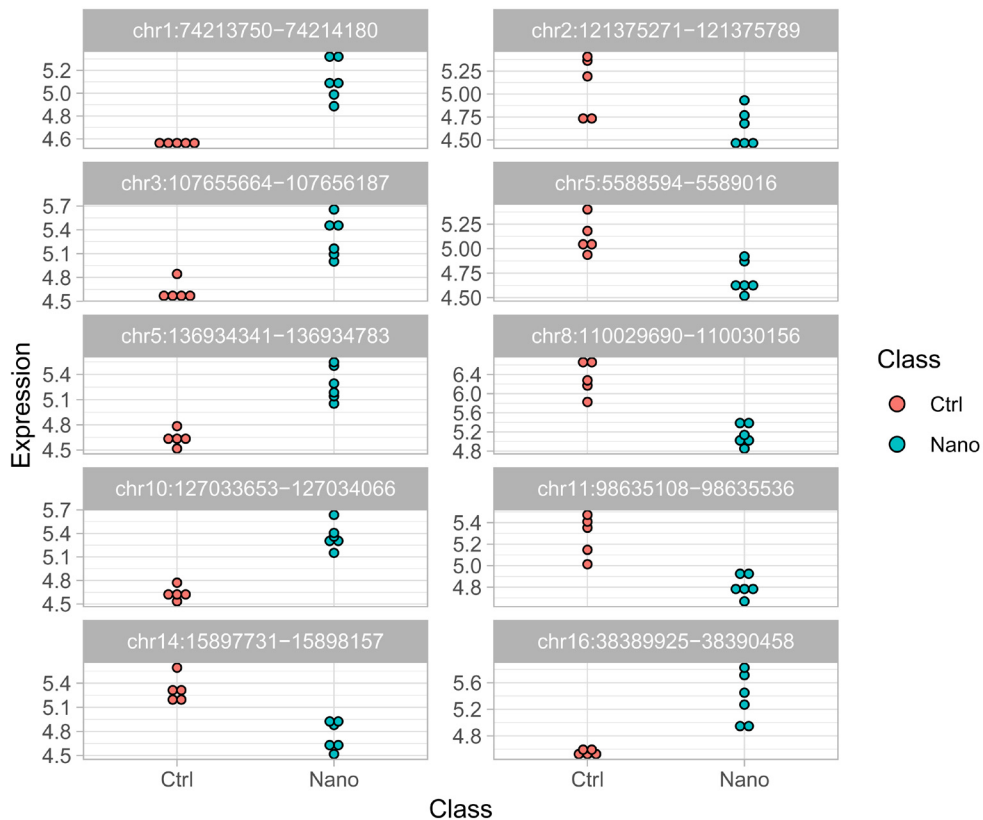 chr1:74213750−74214180
5.2
5.0
4.8
4.6
chr2:121375271−121375789
5.25
5.00
4.75
4.50
chr3:107655664−107656187
5.7
5.4
5.1
4.8
4.5
chr5:5588594−5589016
5.25
5.00
4.75
4.50
chr5:136934341−136934783
5.4
5.1
4.8
4.5
chr8:110029690−110030156
6.4
6.0
5.6
5.2
4.8
chr10:127033653−127034066
5.7
5.4
5.1
4.8
4.5
chr11:98635108−98635536
5.4
5.2
5.0
4.8
chr14:15897731−15898157
5.4
5.1
4.8
4.5
chr16:38389925−38390458
5.6
5.2
4.8
Ctrl
Nano
Ctrl
Nano
Expression
Class
Class
Ctrl
Nano